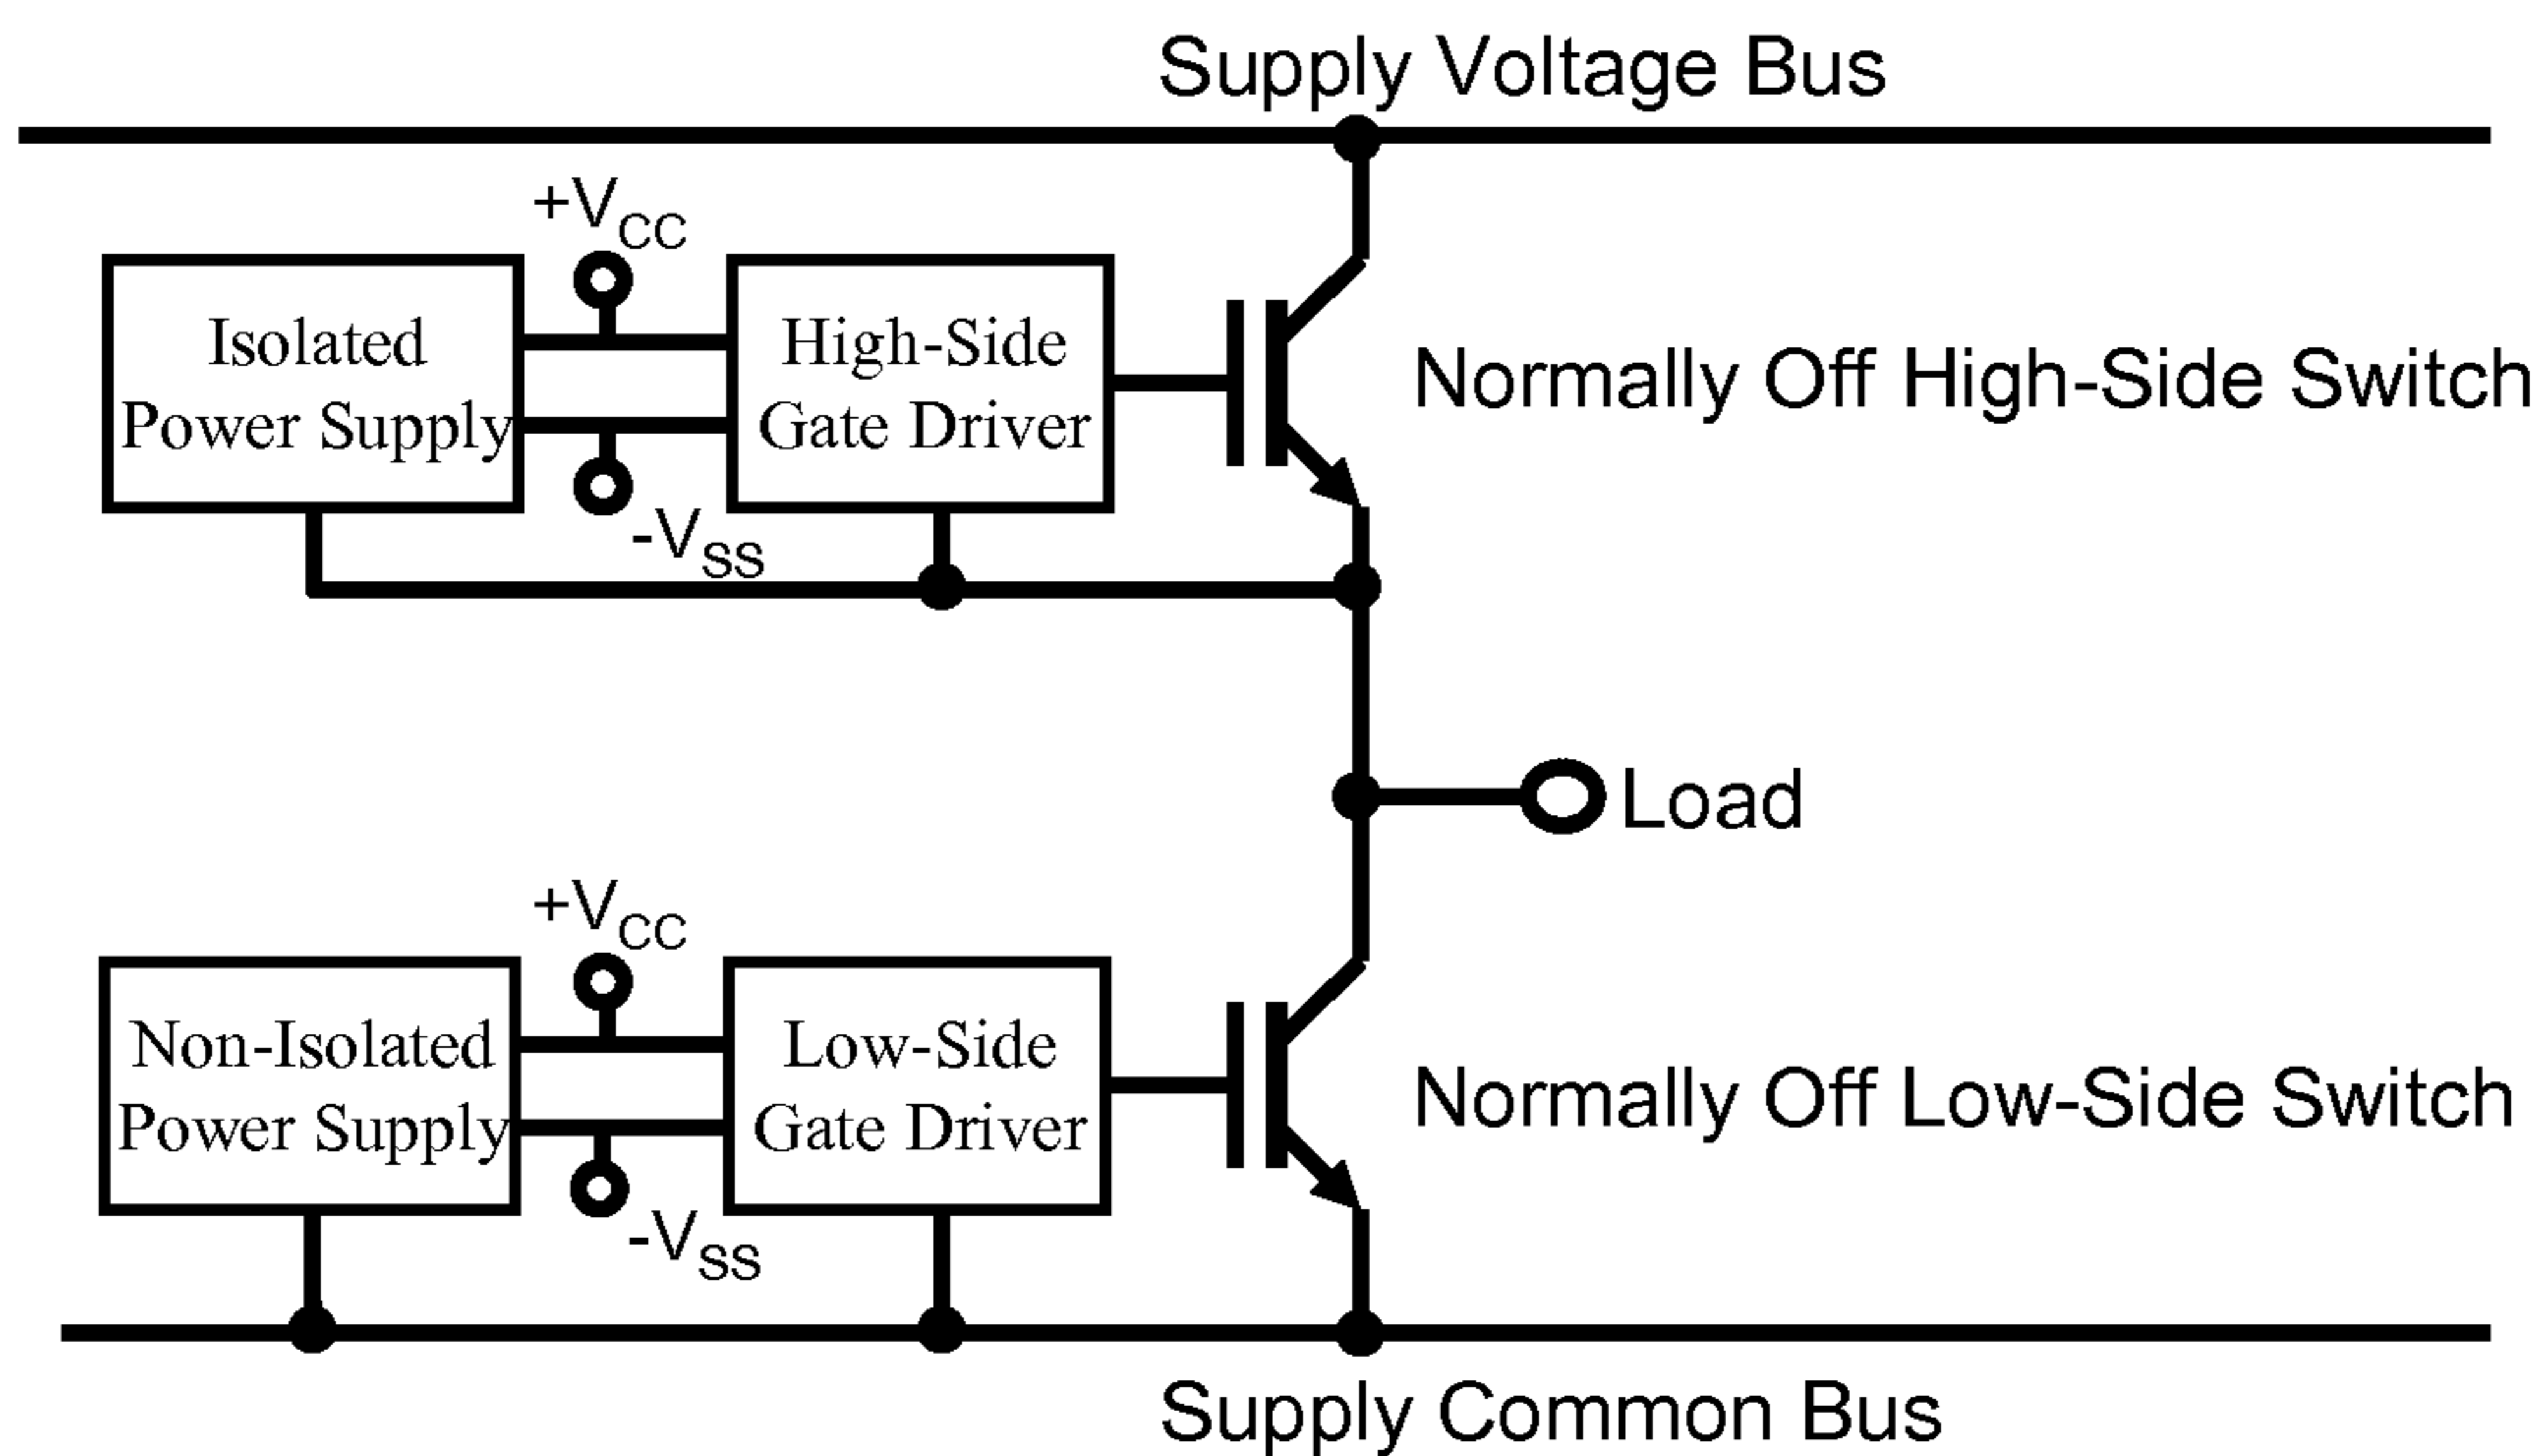 Supply Voltage Bus
+VCC
Isolated
Power Supply
High-Side
Gate Driver
Normally Off High-Side Switch
-VSS
Load
+VCC
Non-Isolated
Power Supply
Low-Side
Gate Driver
Normally Off Low-Side Switch
-VSS
Supply Common Bus